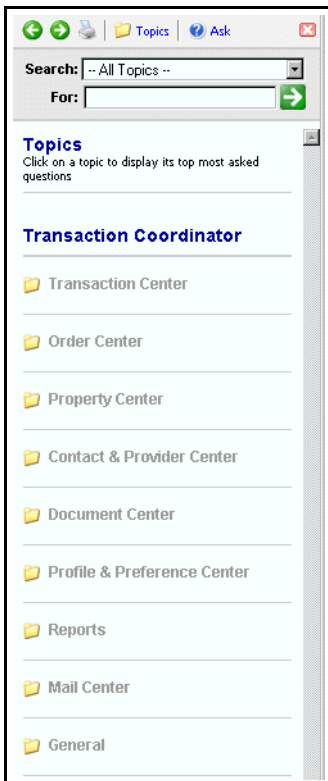 Topics Ask
Search: -- All Topics --
For:
Topics
Click on a topic to display its top most asked
questions
Transaction Coordinator
Transaction Center
Order Center
Property Center
Contact & Provider Center
Document Center
Profile & Preference Center
Reports
Mail Center
General